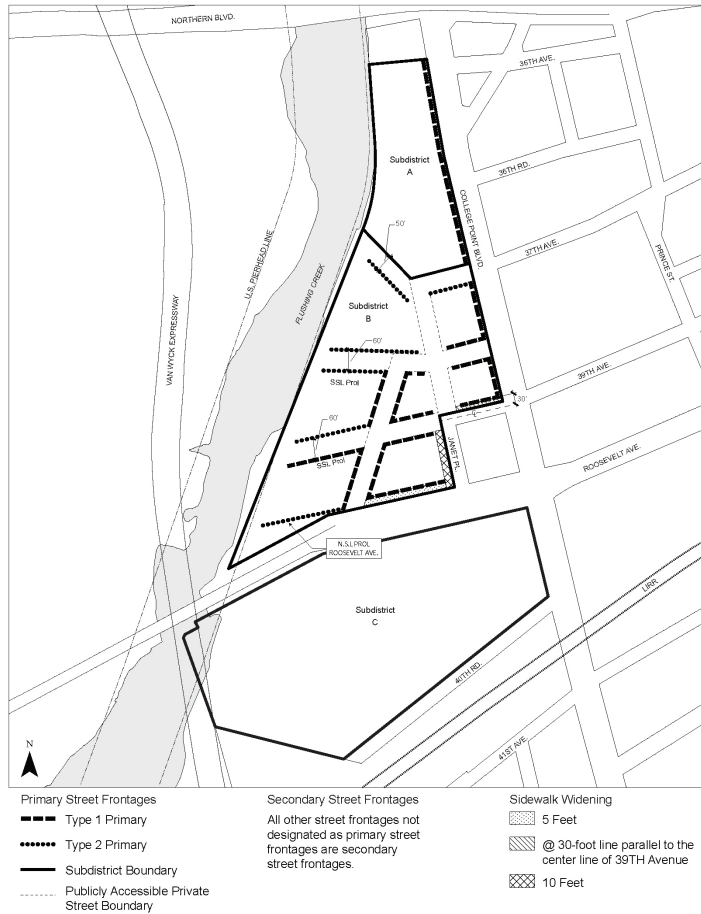 NORTHERN BLVD.
36TH AVE.
Subdistrict
A
36TH RD.
COLLEGE POINT BLVD.
50'
37TH AVE.
PRINCE ST.
U.S. PIERHEAD LINE
FLUSHING CREEK
VAN WYCK EXPRESSWAY
Subdistrict
B
60'
SSL Prol
39TH AVE.
30'
60'
SSL Prol
JANET PL.
ROOSEVELT AVE.
N.S.L PROL
ROOSEVELT AVE.
LIRR
Subdistrict
C
40TH RD.
41ST AVE.
N
Primary Street Frontages
Type 1 Primary
Type 2 Primary
Subdistrict Boundary
Publicly Accessible Private
Street Boundary
Secondary Street Frontages
All other street frontages not
designated as primary street
frontages are secondary
street frontages.
Sidewalk Widening
5 Feet
@ 30-foot line parallel to the
center line of 39TH Avenue
10 Feet